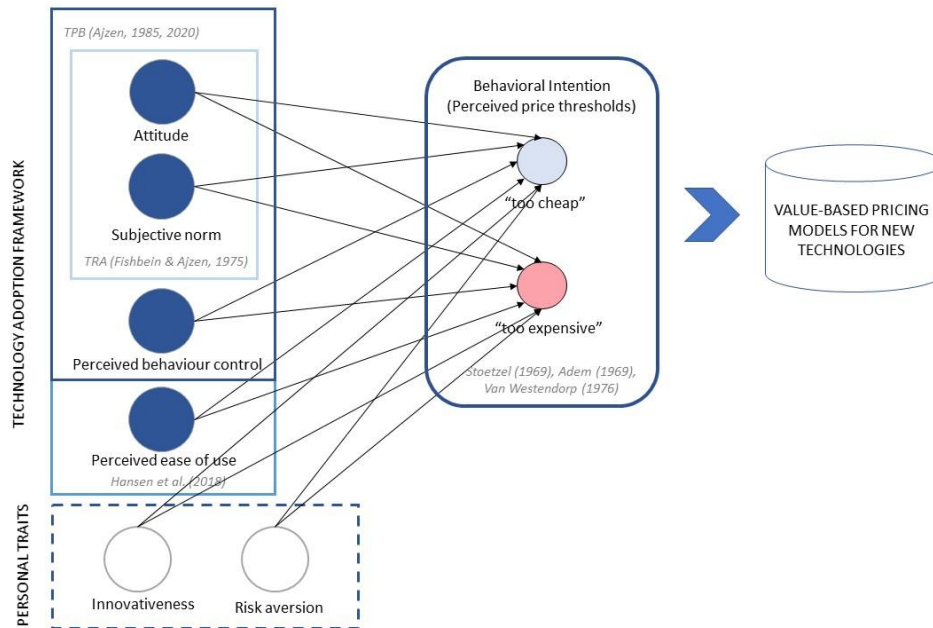 TECHNOLOGY ADOPTION FRAMEWORK
TPB (Ajzen, 1985, 2020)
Attitude
Subjective norm
TRA (Fishbein & Ajzen, 1975)
Perceived behaviour control
Perceived ease of use
Hansen et al. (2018)
PERSONAL TRAITS
Innovativeness
Risk aversion
Behavioral Intention
(Perceived price thresholds)
“too cheap”
“too expensive”
Stoetzel (1969), Adem (1969),
Van Westendorp (1976)
VALUE-BASED PRICING
MODELS FOR NEW
TECHNOLOGIES